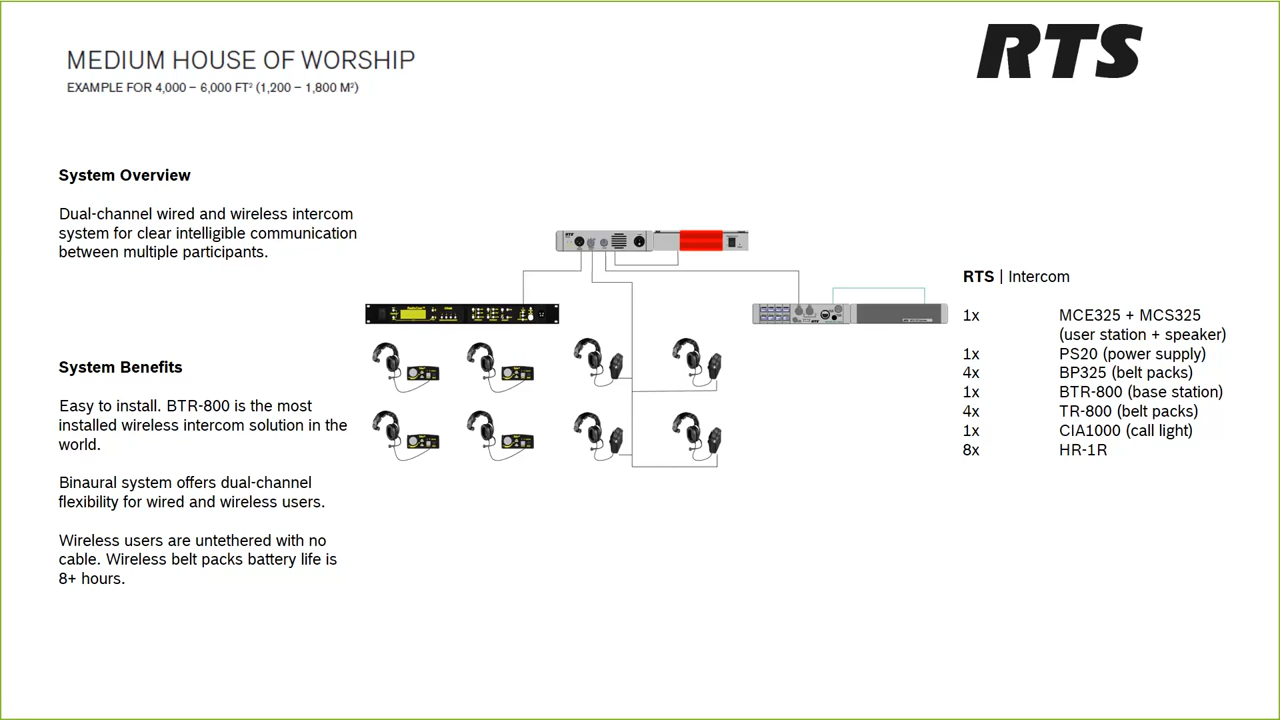 MEDIUM HOUSE OF WORSHIP
EXAMPLE FOR 4,000 – 6,000 FT² (1,200 – 1,800 M²)
RTS
System Overview
Dual-channel wired and wireless intercom
system for clear intelligible communication
between multiple participants.
System Benefits
Easy to install. BTR-800 is the most
installed wireless intercom solution in the
world.
Binaural system offers dual-channel
flexibility for wired and wireless users.
Wireless users are untethered with no
cable. Wireless belt packs battery life is
8+ hours.
RTS
RTS | Intercom
1x MCE325 + MCS325
(user station + speaker)
1x PS20 (power supply)
4x BP325 (belt packs)
1x BTR-800 (base station)
4x TR-800 (belt packs)
1x CIA1000 (call light)
8x HR-1R